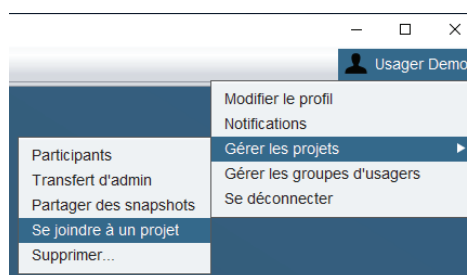 Usager Demo
Modifier le profil
Notifications
Gérer les projets
Gérer les groupes d'usagers
Se déconnecter
Participants
Transfert d'admin
Partager des snapshots
Se joindre à un projet
Supprimer...